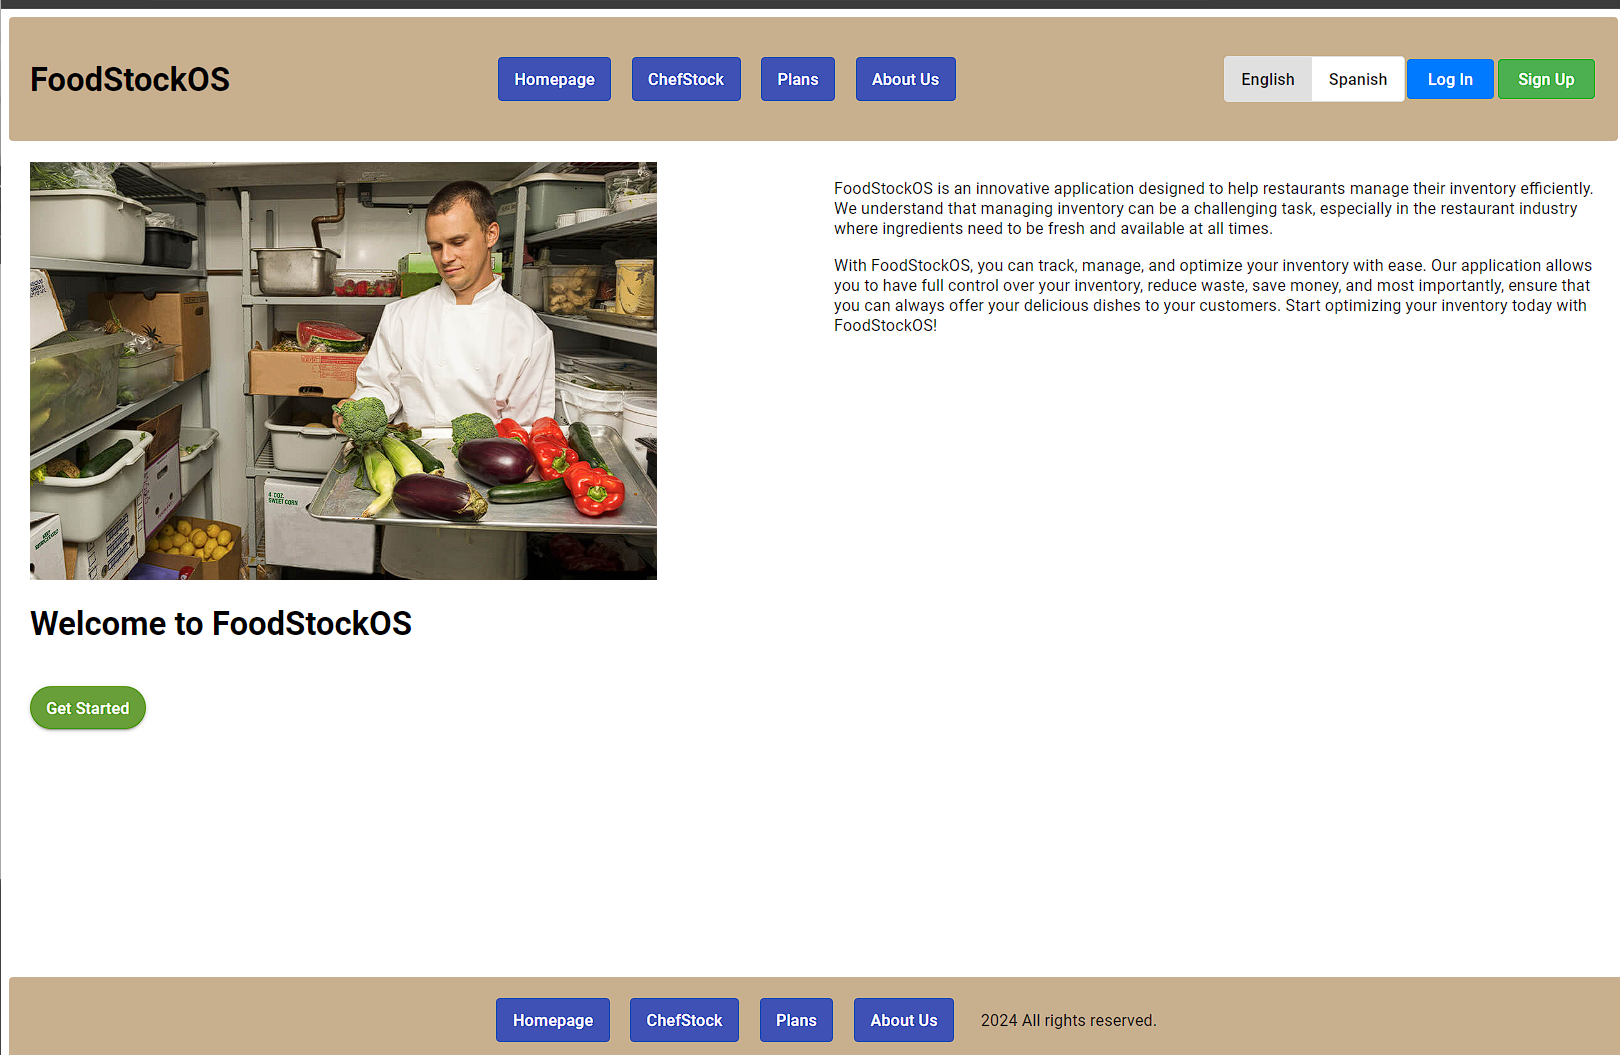 FoodStockOS
Homepage
ChefStock
Plans
About Us
English
Spanish
Log In
Sign Up
FoodStockOS is an innovative application designed to help restaurants manage their inventory efficiently.
We understand that managing inventory can be a challenging task, especially in the restaurant industry
where ingredients need to be fresh and available at all times.
With FoodStockOS, you can track, manage, and optimize your inventory with ease. Our application allows
you to have full control over your inventory, reduce waste, save money, and most importantly, ensure that
you can always offer your delicious dishes to your customers. Start optimizing your inventory today with
FoodStockOS!
4 DOZ.
SWEET CORN
Welcome to FoodStockOS
Get Started
Homepage
ChefStock
Plans
About Us
2024 All rights reserved.